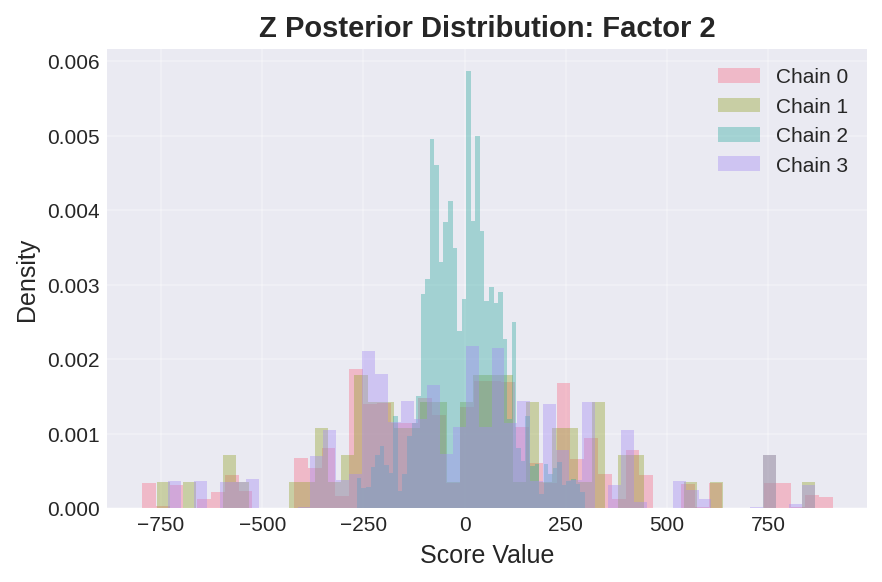 Z Posterior Distribution: Factor 2
0.006
0.005
0.004
0.003
0.002
0.001
0.000
Density
Chain 0
Chain 1
Chain 2
Chain 3
−750
−500
−250
0
250
500
750
Score Value